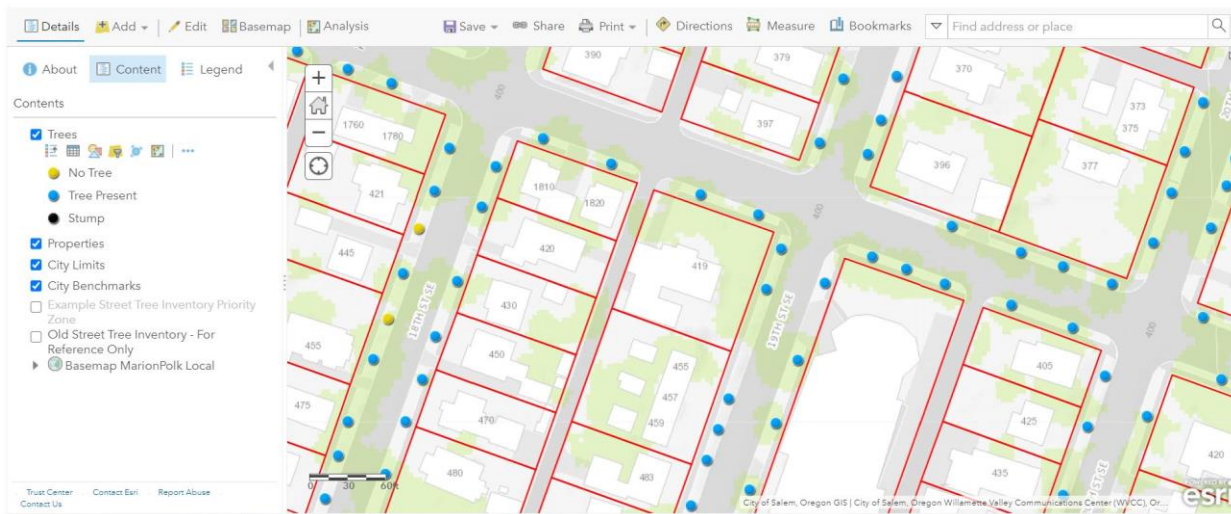 Details
Add
Edit
Basemap
Analysis
Save
Share
Print
Directions
Measure
Bookmarks
Find address or place
About
Content
Legend
Contents
Trees
No Tree
Tree Present
Stump
Properties
City Limits
City Benchmarks
Example Street Tree Inventory Priority
Zone
Old Street Tree Inventory - For
Reference Only
Basemap MarionPolk Local
Trust Center
Contact Esri
Report Abuse
Contact Us
390
379
370
400
373
375
1760
1780
397
396
377
421
1810
1820
400
445
420
419
430
18TH ST SE
19TH ST SE
400
455
450
455
405
475
457
470
459
425
480
483
435
420
0 30 60ft
City of Salem, Oregon GIS | City of Salem, Oregon Willamette Valley Communications Center (WVCC), Or...
esri